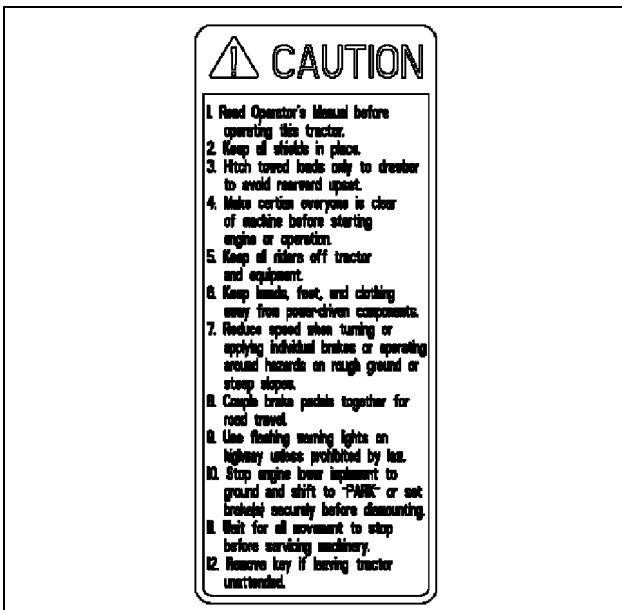 CAUTION
1. Read Operator's Manual before
operating this tractor.
2. Keep all shields in place.
3. Hitch towed loads only to drawbar
to avoid rearward upset.
4. Make certian everyone is clear
of machine before starting
engine or operation.
5. Keep all riders off tractor
and equipment.
6. Keep hands, feet, and clothing
away from power-driven components.
7. Reduce speed when turning or
applying individual brakes or operating
around hazards on rough ground or
steep slopes.
8. Couple brake pedals together for
road travel.
9. Use flashing warning lights on
highway unless prohibited by law.
10. Stop engine lower implement to
ground and shift to "PARK" or set
brake(s) securely before dismounting.
11. Wait for all movement to stop
before servicing machinery.
12. Remove key if leaving tractor
unattended.